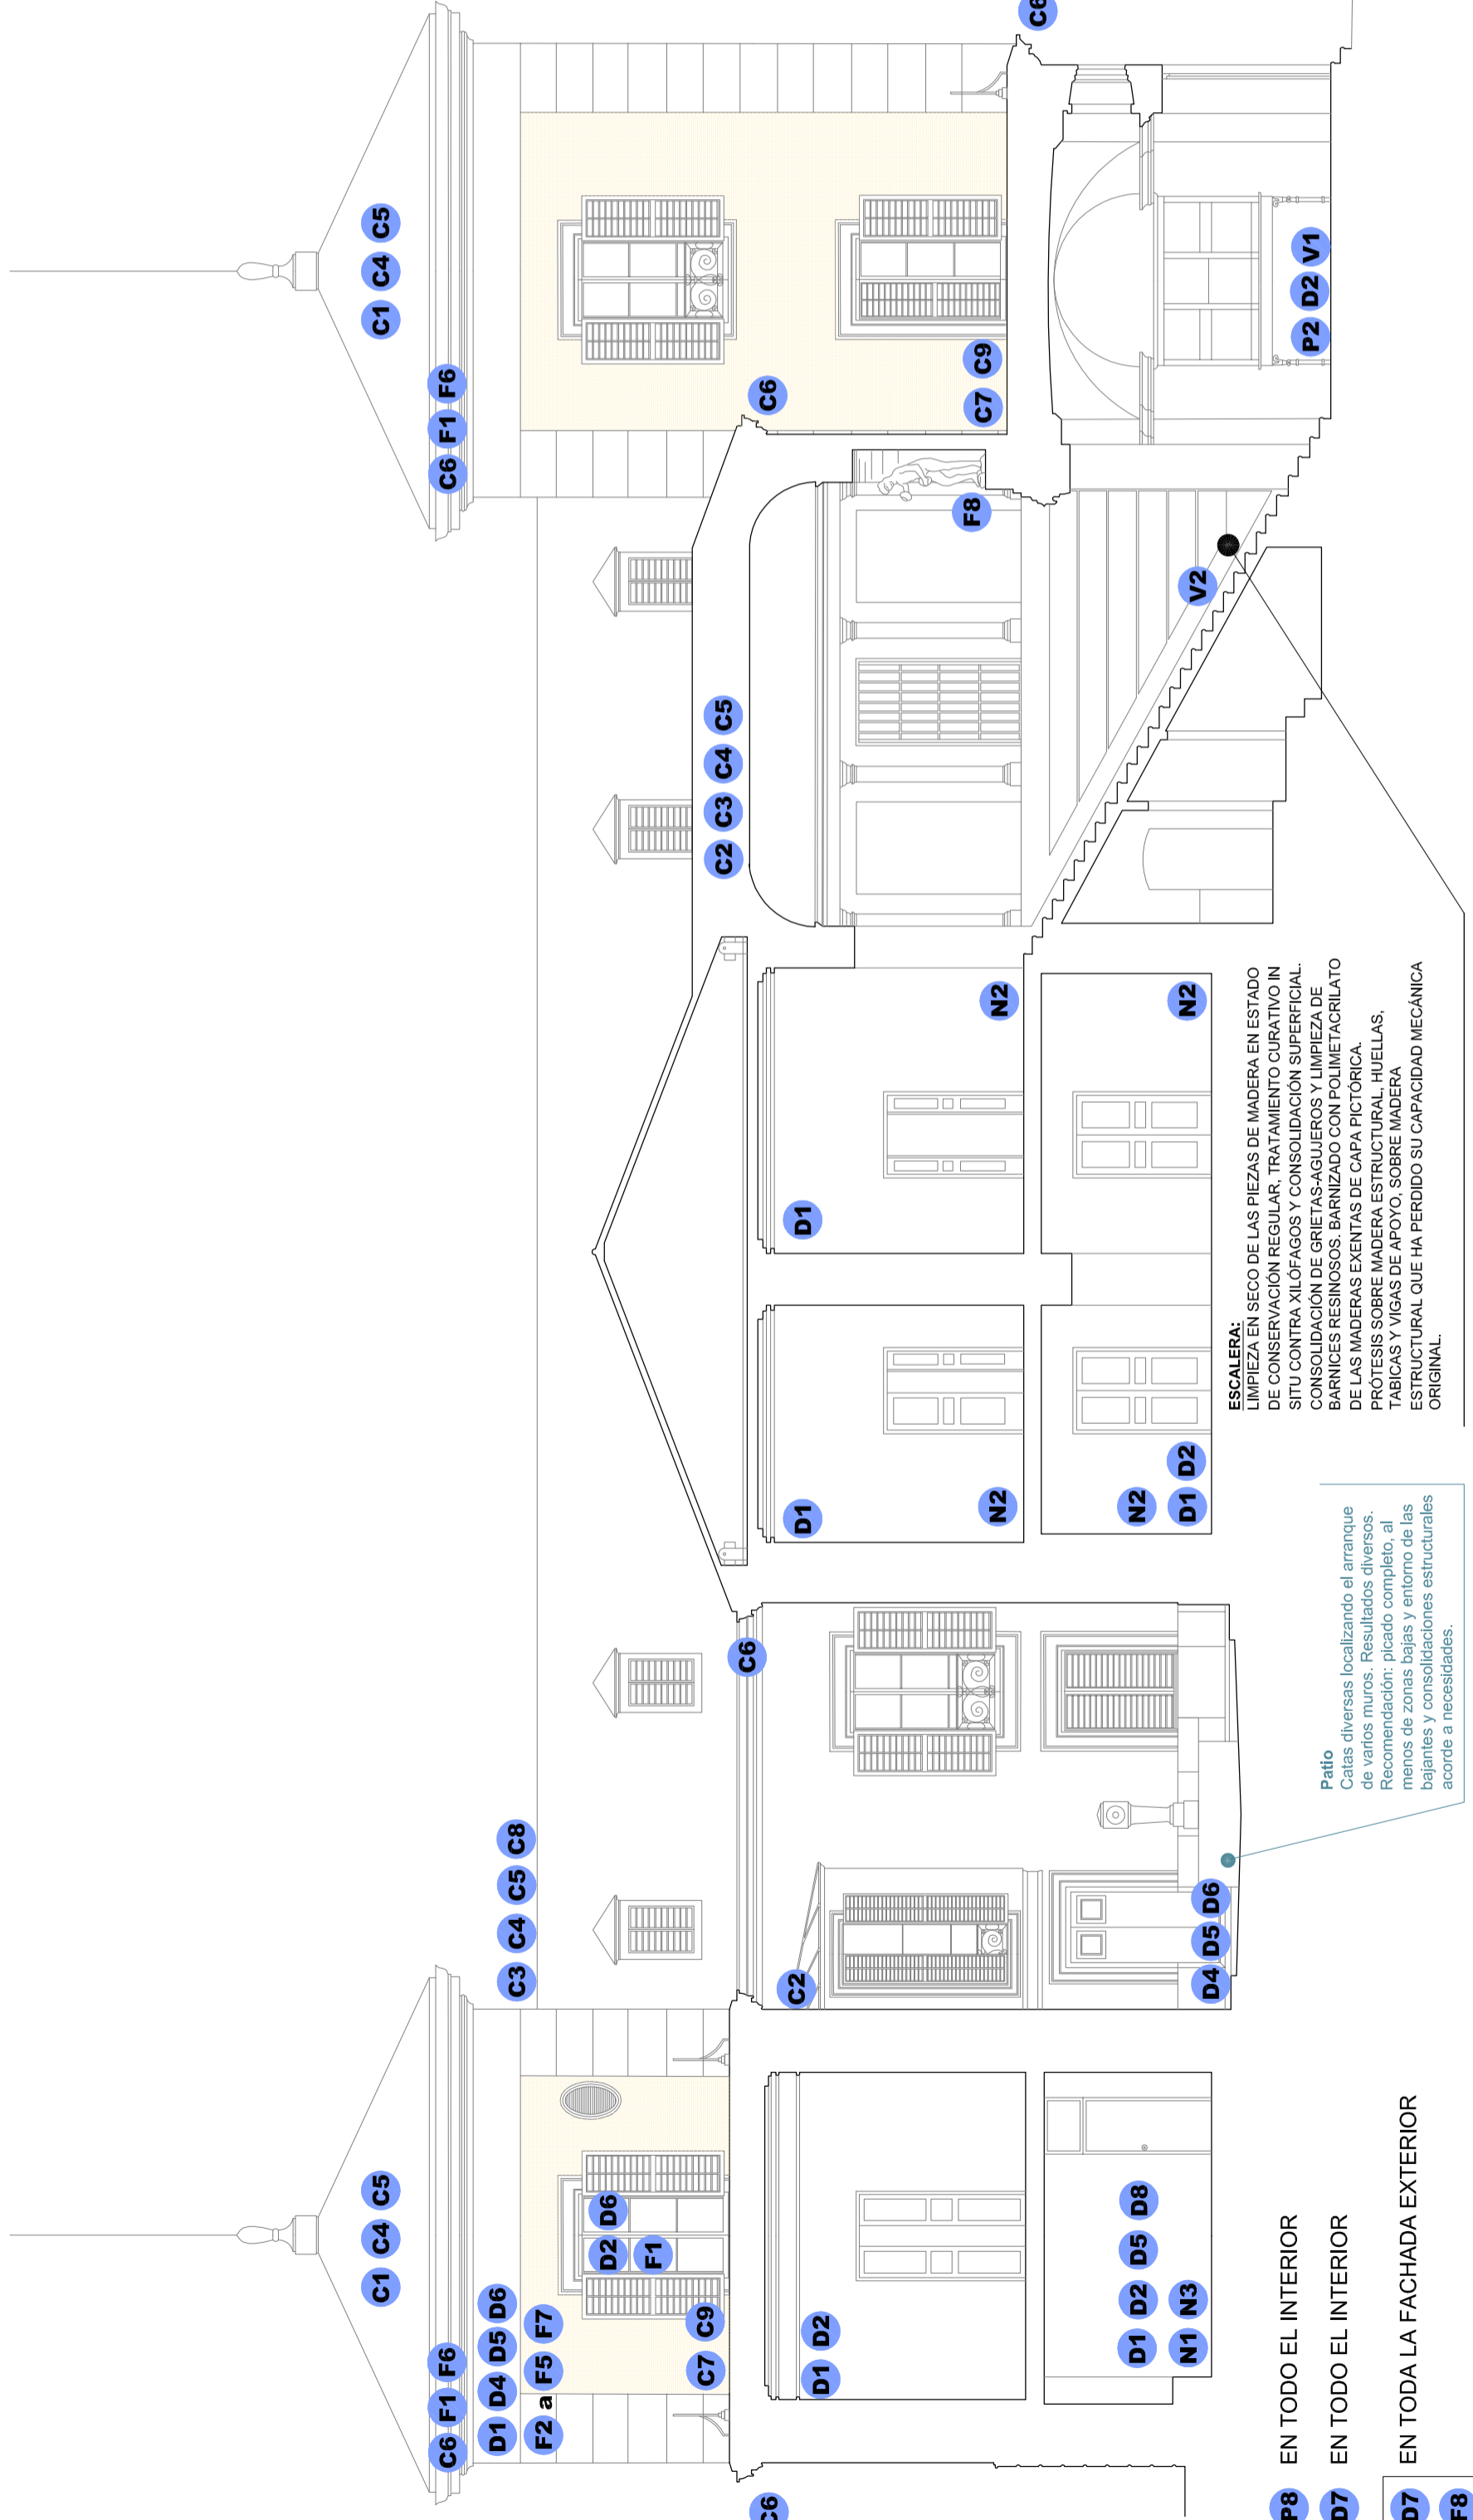 C1 C4 C5
C1 C4 C5
C6 F1 F6
C6 F1 F6
D1 D4 D5 D6
C3 C4 C5 C8
F2 a F5 F7
D2 D6
F1
C7 C9
C2 C3 C4 C5
C6
C6
C6
C2
D1
D1
D1 D2
F8
C7 C9
N2
N2
C6
D1 D2 D5 D8
N2
N1 N3
D1 D2
N2
V2
D4 D5 D6
P2 D2 V1
ESCALERA:
LIMPIEZA EN SECO DE LAS PIEZAS DE MADERA EN ESTADO
DE CONSERVACIÓN REGULAR, TRATAMIENTO CURATIVO IN
SITU CONTRA XILÓFAGOS Y CONSOLIDACIÓN SUPERFICIAL.
CONSOLIDACIÓN DE GRIETAS-AGUJEROS Y LIMPIEZA DE
BARNICES RESINOSOS. BARNIZADO CON POLIMETACRILATO
DE LAS MADERAS EXENTAS DE CAPA PICTÓRICA.
PRÓTESIS SOBRE MADERA ESTRUCTURAL, HUELLAS,
TABICAS Y VIGAS DE APOYO, SOBRE MADERA
ESTRUCTURAL QUE HA PERDIDO SU CAPACIDAD MECÁNICA
ORIGINAL.
Patio
Catas diversas localizando el arranque
de varios muros. Resultados diversos.
Recomendación: picado completo, al
menos de zonas bajas y entorno de las
bajantes y consolidaciones estructurales
acorde a necesidades.
P8 EN TODO EL INTERIOR
D7 EN TODO EL INTERIOR
D7 EN TODA LA FACHADA EXTERIOR
F8